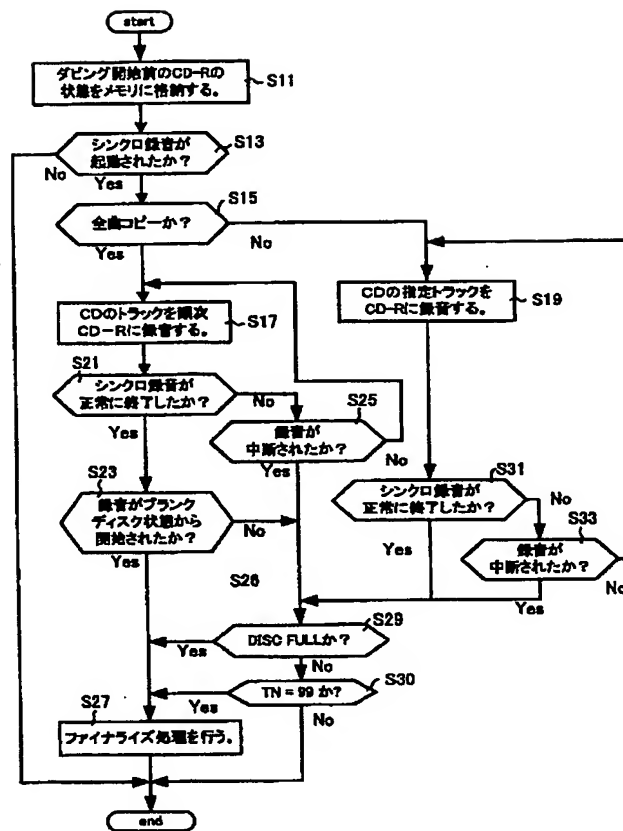 start
ダビング開始前のCD-Rの
状態をメモリに格納する。
S11
シンクロ録音が
起動されたか？
S13
No
Yes
S15
全曲コピーか？
No
Yes
CDのトラックを順次
CD-Rに録音する。
S17
CDの指定トラックを
CD-Rに録音する。
S19
S21
シンクロ録音が
正常に終了したか？
No
Yes
S25
録音が
中断されたか？
No
Yes
S23
録音がブランク
ディスク状態から
開始されたか？
No
Yes
S31
シンクロ録音が
正常に終了したか？
No
Yes
S33
録音が
中断されたか？
No
Yes
S26
S29
DISC FULLか？
Yes
No
S30
TN = 99 か？
Yes
No
S27
ファイナライズ処理を行う。
end